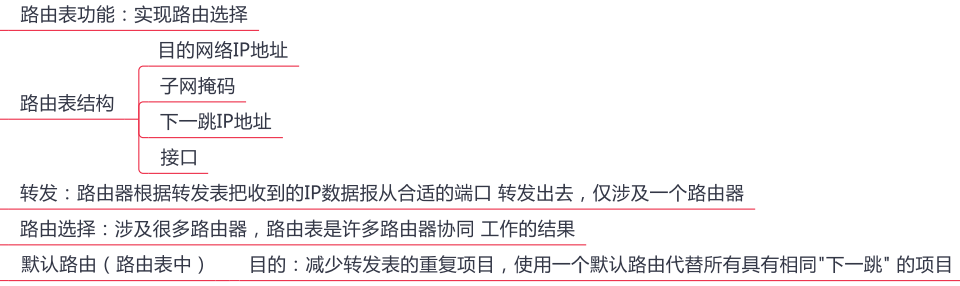 路由表功能：实现路由选择
目的网络IP地址
子网掩码
路由表结构
下一跳IP地址
接口
转发：路由器根据转发表把收到的IP数据报从合适的端口 转发出去，仅涉及一个路由器
路由选择：涉及很多路由器，路由表是许多路由器协同 工作的结果
默认路由（路由表中） 目的：减少转发表的重复项目，使用一个默认路由代替所有具有相同"下一跳" 的项目